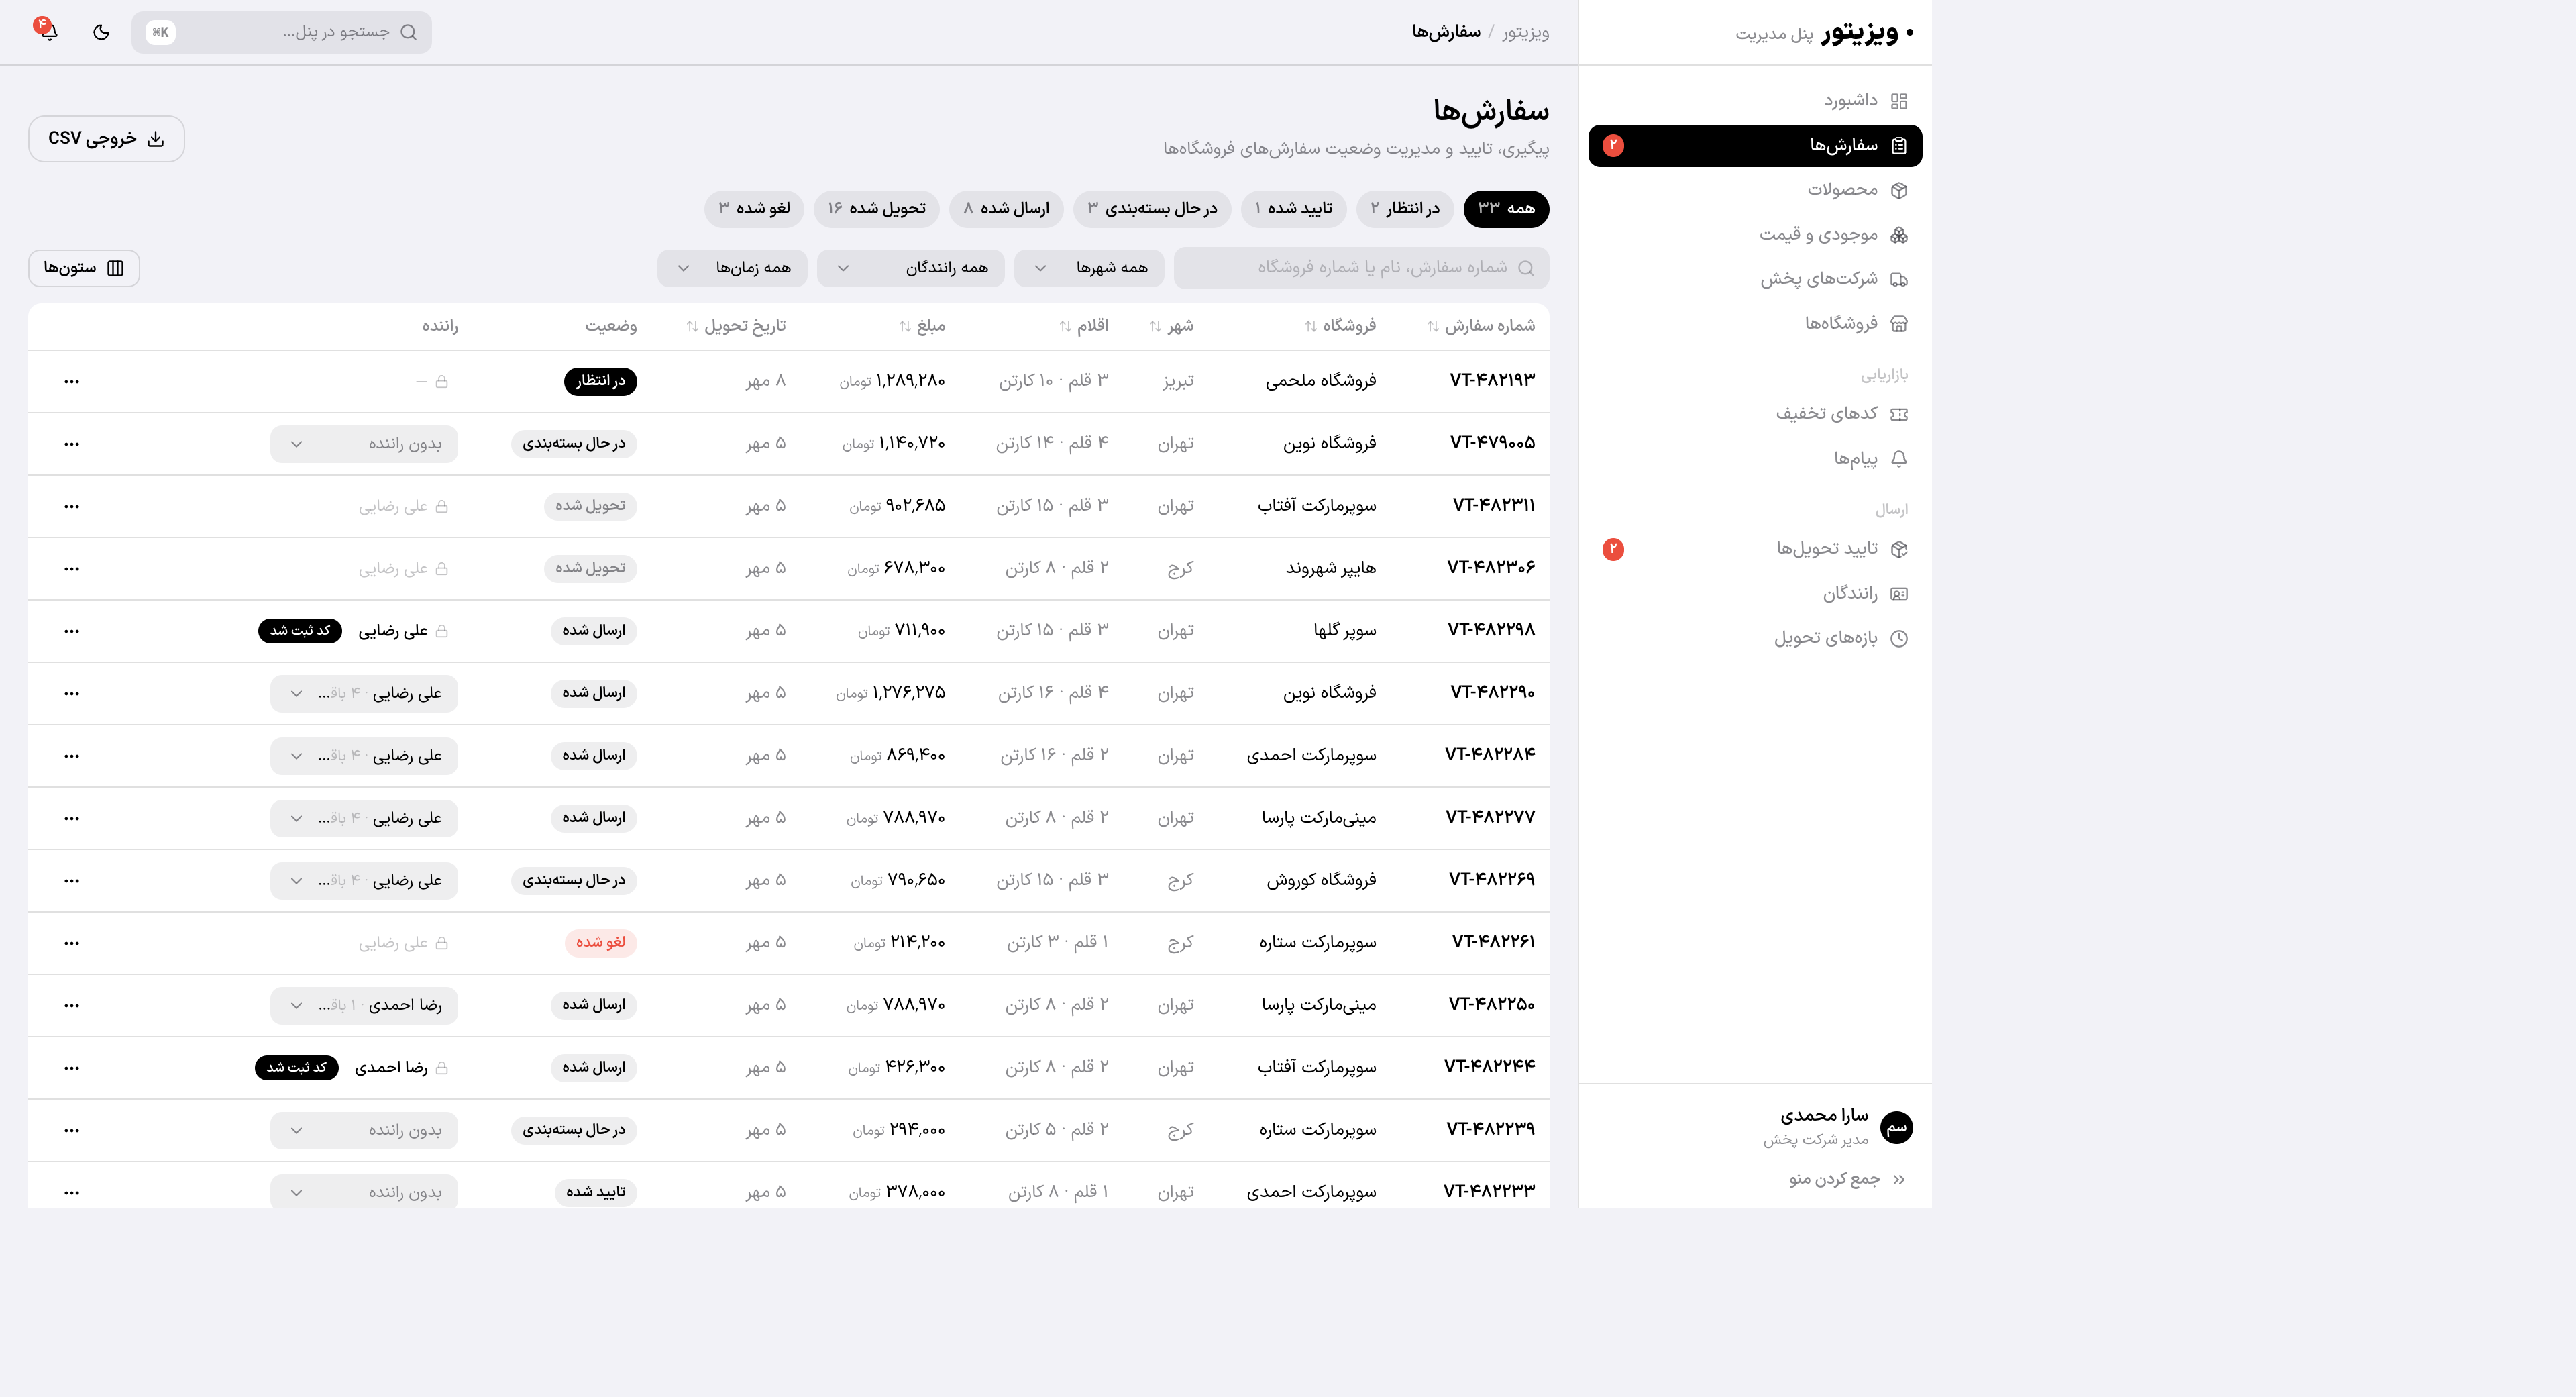 ویزیتور پنل مدیریت
داشبورد
سفارش‌ها ۲
محصولات
موجودی و قیمت
شرکت‌های پخش
فروشگاه‌ها
بازاریابی
کدهای تخفیف
پیام‌ها
ارسال
تایید تحویل‌ها ۲
رانندگان
بازه‌های تحویل
سم
سارا محمدی
مدیر شرکت پخش
جمع کردن منو
ویزیتور / سفارش‌ها
جستجو در پنل... ⌘K
۴
سفارش‌ها
پیگیری، تایید و مدیریت وضعیت سفارش‌های فروشگاه‌ها
خروجی CSV
همه ۳۳ در انتظار ۲ تایید شده ۱ در حال بسته‌بندی ۳ ارسال شده ۸ تحویل شده ۱۶ لغو شده ۳
شماره سفارش، نام یا شماره فروشگاه همه شهرها همه رانندگان همه زمان‌ها ستون‌ها
شماره سفارش فروشگاه شهر اقلام مبلغ تاریخ تحویل وضعیت راننده
VT-۴۸۲۱۹۳ فروشگاه ملحمی تبریز ۳ قلم · ۱۰ کارتن ۱,۲۸۹,۲۸۰ تومان ۸ مهر در انتظار —
VT-۴۷۹۰۰۵ فروشگاه نوین تهران ۴ قلم · ۱۴ کارتن ۱,۱۴۰,۷۲۰ تومان ۵ مهر در حال بسته‌بندی بدون راننده
VT-۴۸۲۳۱۱ سوپرمارکت آفتاب تهران ۳ قلم · ۱۵ کارتن ۹۰۲,۶۸۵ تومان ۵ مهر تحویل شده علی رضایی
VT-۴۸۲۳۰۶ هایپر شهروند کرج ۲ قلم · ۸ کارتن ۶۷۸,۳۰۰ تومان ۵ مهر تحویل شده علی رضایی
VT-۴۸۲۲۹۸ سوپر گلها تهران ۳ قلم · ۱۵ کارتن ۷۱۱,۹۰۰ تومان ۵ مهر ارسال شده علی رضایی کد ثبت شد
VT-۴۸۲۲۹۰ فروشگاه نوین تهران ۴ قلم · ۱۶ کارتن ۱,۲۷۶,۲۷۵ تومان ۵ مهر ارسال شده علی رضایی · ۴ باق...
VT-۴۸۲۲۸۴ سوپرمارکت احمدی تهران ۲ قلم · ۱۶ کارتن ۸۶۹,۴۰۰ تومان ۵ مهر ارسال شده علی رضایی · ۴ باق...
VT-۴۸۲۲۷۷ مینی‌مارکت پارسا تهران ۲ قلم · ۸ کارتن ۷۸۸,۹۷۰ تومان ۵ مهر ارسال شده علی رضایی · ۴ باق...
VT-۴۸۲۲۶۹ فروشگاه کوروش کرج ۳ قلم · ۱۵ کارتن ۷۹۰,۶۵۰ تومان ۵ مهر در حال بسته‌بندی علی رضایی · ۴ باق...
VT-۴۸۲۲۶۱ سوپرمارکت ستاره کرج ۱ قلم · ۳ کارتن ۲۱۴,۲۰۰ تومان ۵ مهر لغو شده علی رضایی
VT-۴۸۲۲۵۰ مینی‌مارکت پارسا تهران ۲ قلم · ۸ کارتن ۷۸۸,۹۷۰ تومان ۵ مهر ارسال شده رضا احمدی · ۱ باق...
VT-۴۸۲۲۴۴ سوپرمارکت آفتاب تهران ۲ قلم · ۸ کارتن ۴۲۶,۳۰۰ تومان ۵ مهر ارسال شده رضا احمدی کد ثبت شد
VT-۴۸۲۲۳۹ سوپرمارکت ستاره کرج ۲ قلم · ۵ کارتن ۲۹۴,۰۰۰ تومان ۵ مهر در حال بسته‌بندی بدون راننده
VT-۴۸۲۲۳۳ سوپرمارکت احمدی تهران ۱ قلم · ۸ کارتن ۳۷۸,۰۰۰ تومان ۵ مهر تایید شده بدون راننده